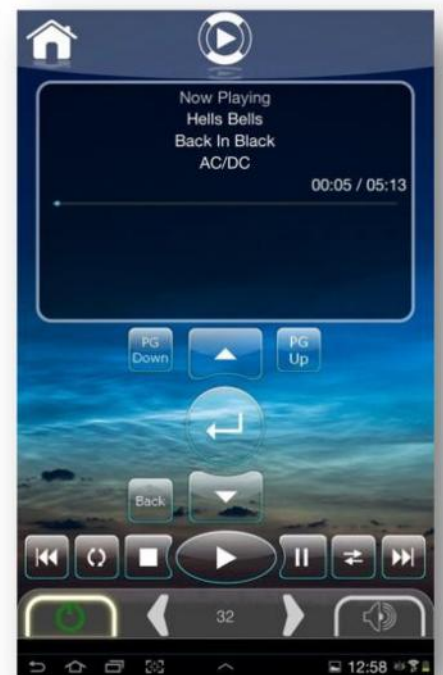 Now Playing
Hells Bells
Back In Black
AC/DC
00:05 / 05:13
PG
Down
PG
Up
Back
32
12:58